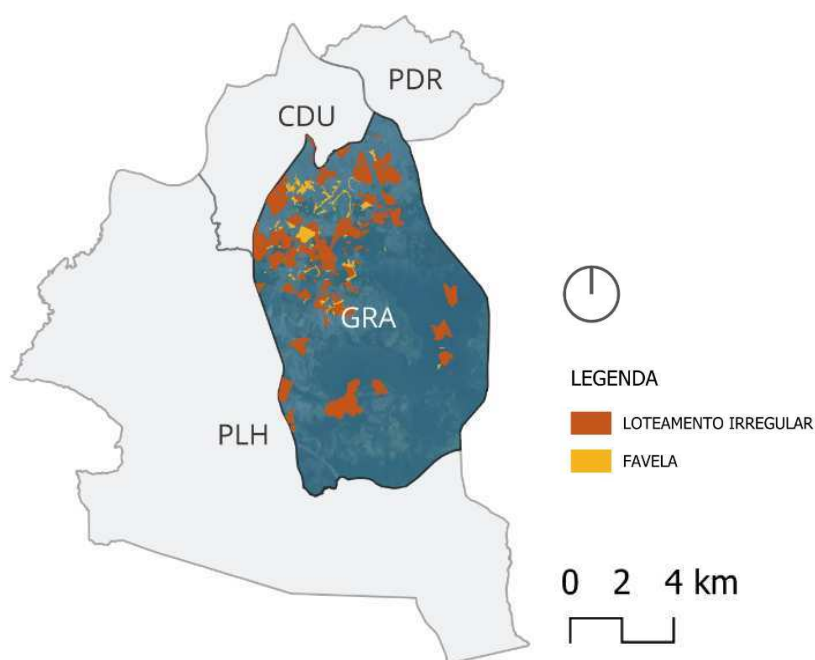 PDR
CDU
GRA
PLH
LEGENDA
LOTEAMENTO IRREGULAR
FAVELA
0 2 4 km